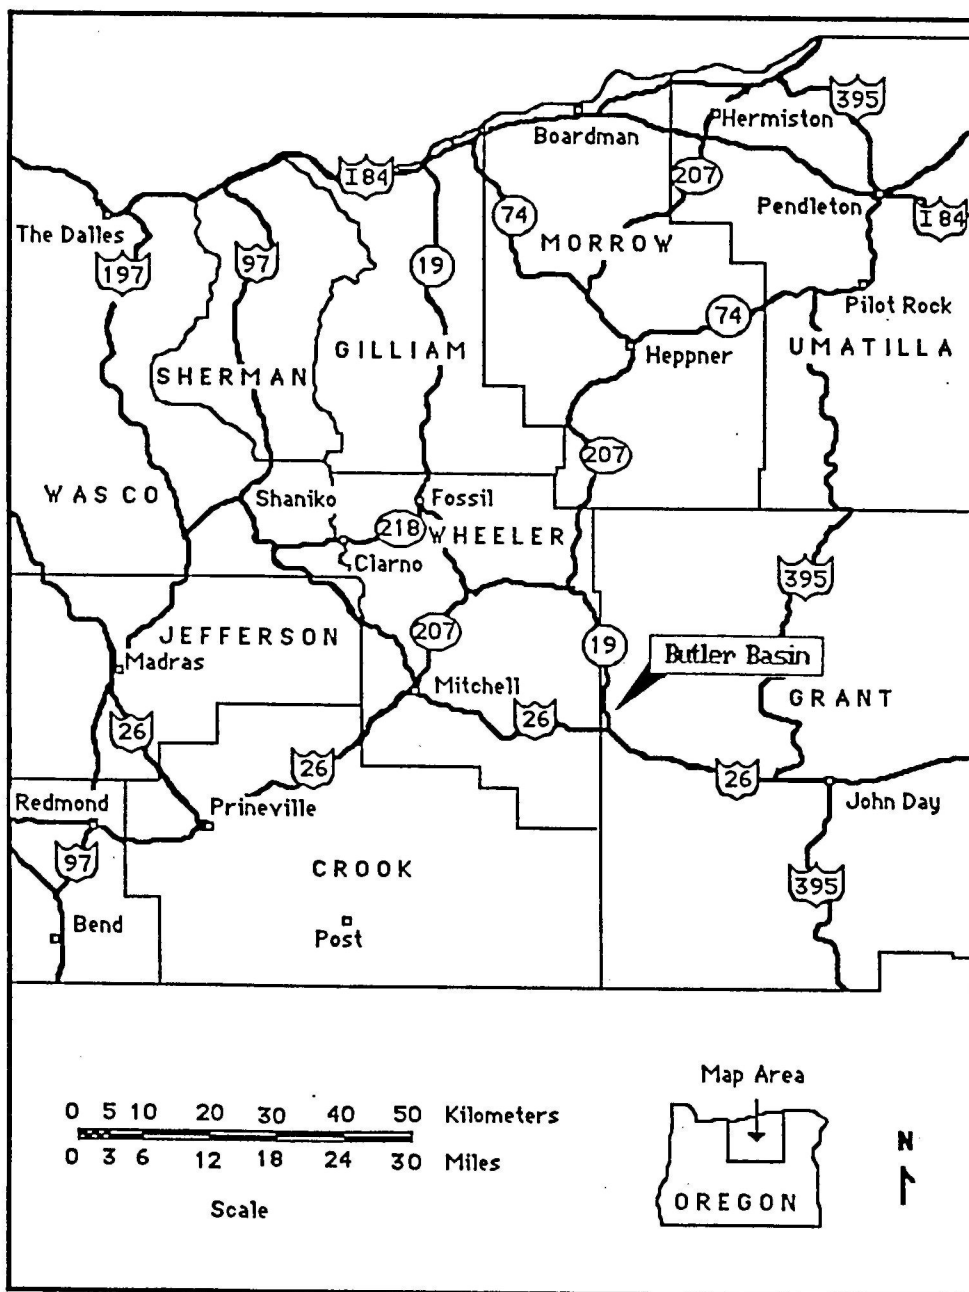 395
Hermiston
Boardman
I 84
207
Pendleton
74
I 84
The Dalles
MORROW
197
97
19
Pilot Rock
74
GILLIAM
Heppner
UMATILLA
SHERMAN
207
WASCO
Shaniko
Fossil
218
WHEELER
Clarno
395
JEFFERSON
207
19
Butler Basin
Madras
Mitchell
GRANT
26
26
26
26
Redmond
Prineville
John Day
97
CROOK
395
Bend
Post
Map Area
0 5 10 20 30 40 50 Kilometers
0 3 6 12 18 24 30 Miles
N
Scale
OREGON